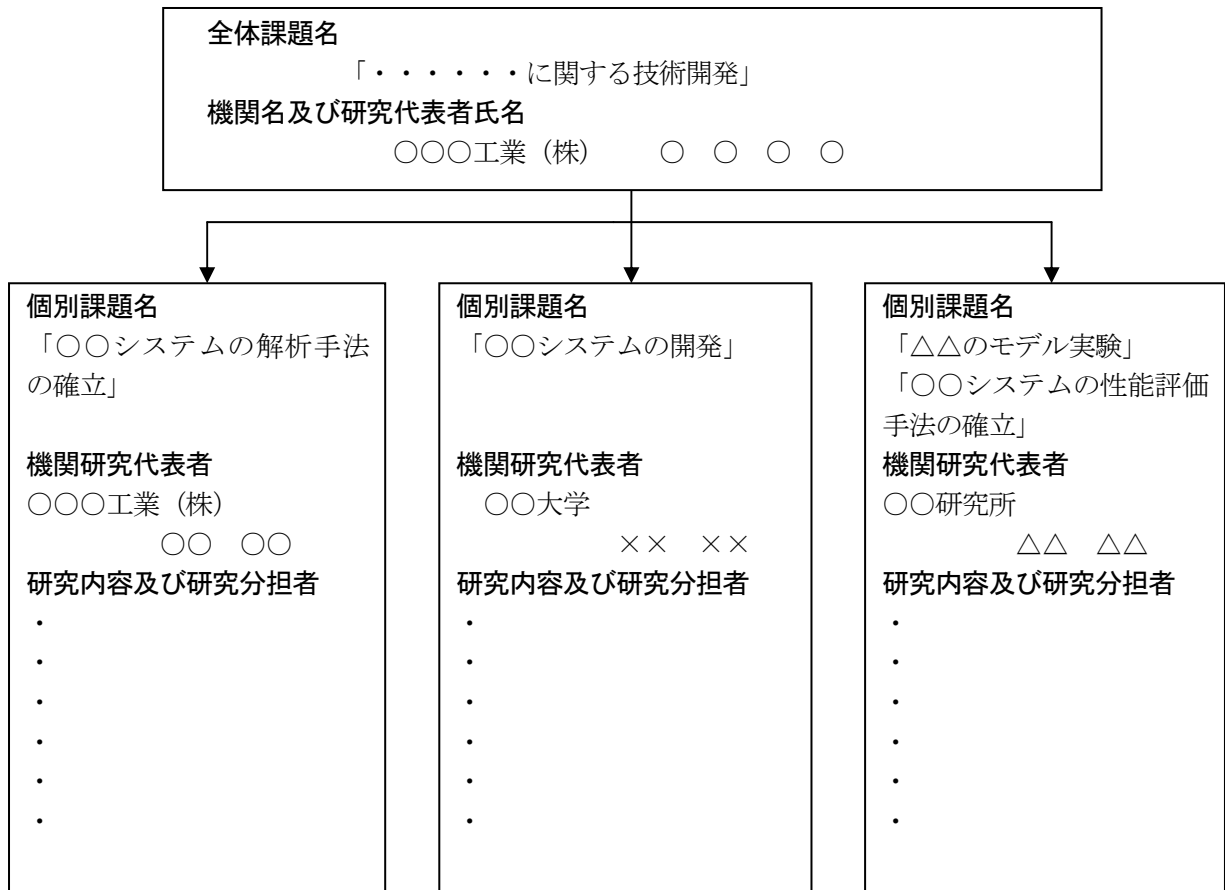 全体課題名
「・・・・・・に関する技術開発」
機関名及び研究代表者氏名
○○○工業（株）　　○　○　○　○
個別課題名
「○○システムの解析手法
の確立」
機関研究代表者
○○○工業（株）
○○　○○
研究内容及び研究分担者
・
・
・
・
・
・
個別課題名
「○○システムの開発」
機関研究代表者
○○大学
××　××
研究内容及び研究分担者
・
・
・
・
・
・
個別課題名
「△△のモデル実験」
「○○システムの性能評価
手法の確立」
機関研究代表者
○○研究所
△△　△△
研究内容及び研究分担者
・
・
・
・
・
・